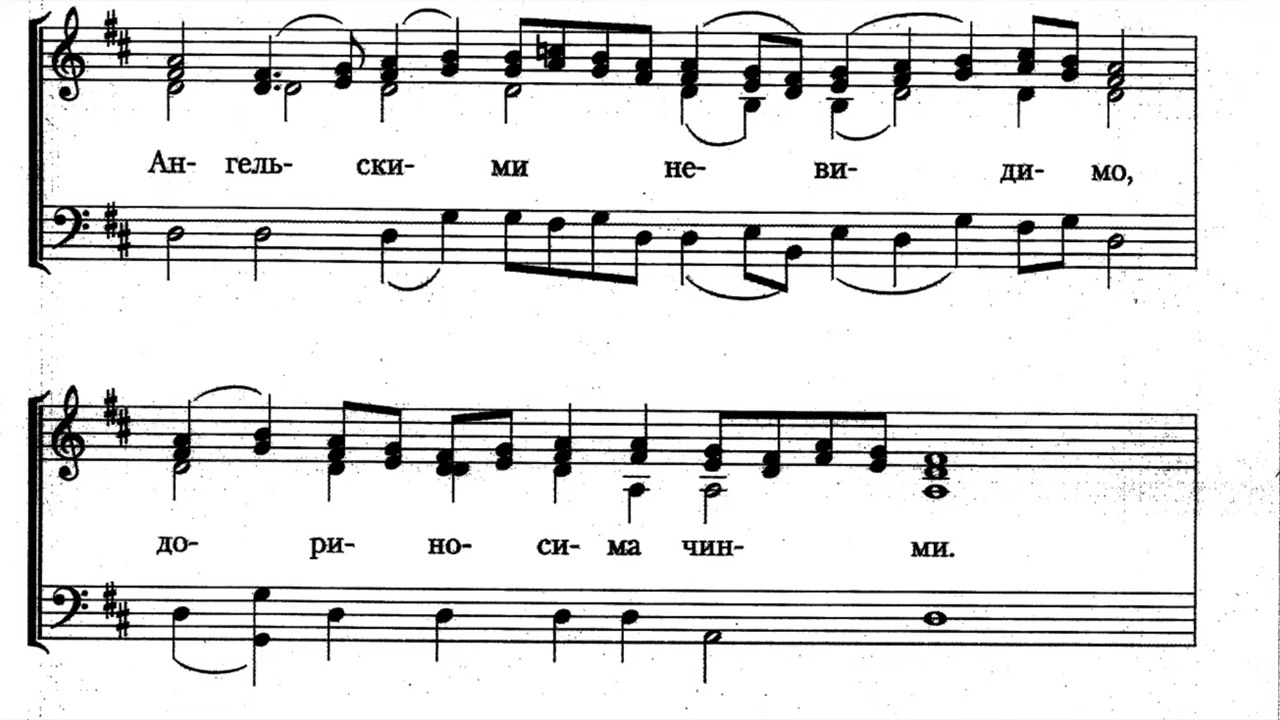 Ан- гель- ски- ми не- ви- ди- мо,
до- ри- но- си- ма чин- ми.